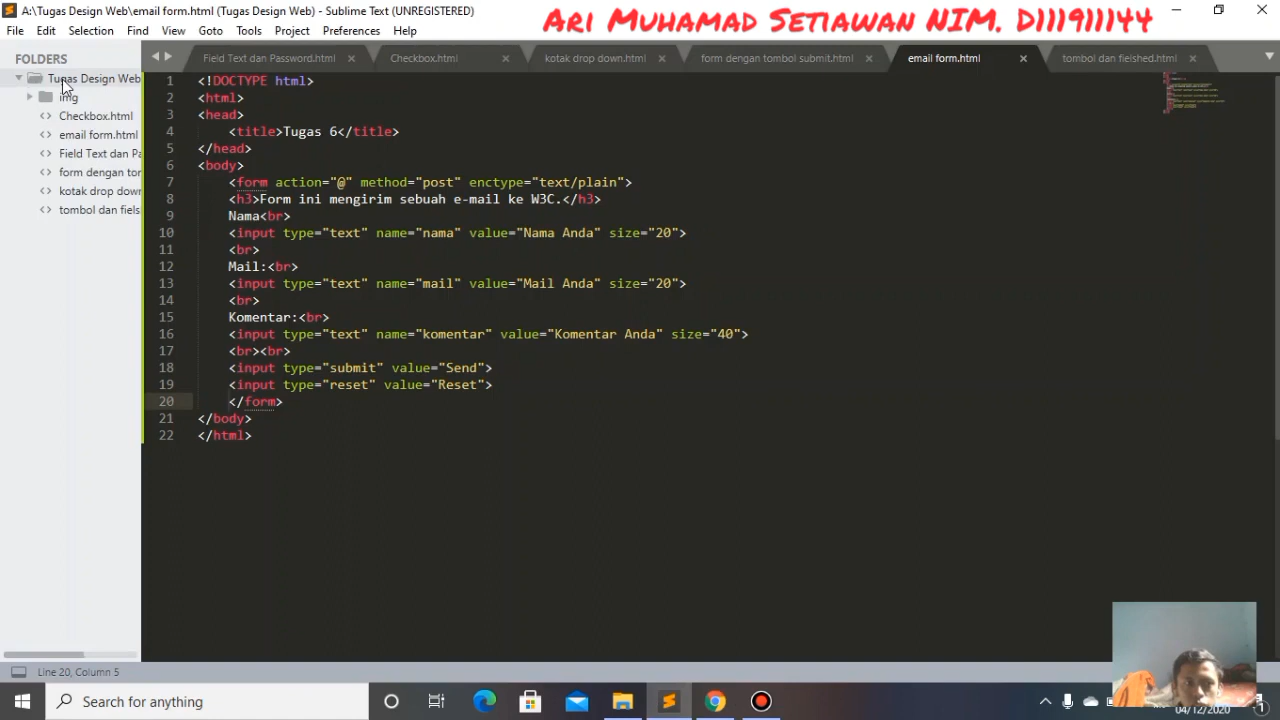 A:\Tugas Design Web\email form.html (Tugas Design Web) - Sublime Text (UNREGISTERED)
Ari Muhamad Setiawan NIM. D111911144
File Edit Selection Find View Goto Tools Project Preferences Help
FOLDERS
Tugas Design Web
img
Checkbox.html
email form.html
Field Text dan Pa
form dengan tor
kotak drop down
tombol dan fiels
Field Text dan Password.html Checkbox.html kotak drop down.html form dengan tombol submit.html email form.html tombol dan fielshed.html
1 <!DOCTYPE html>
2 <html>
3 <head>
4 <title>Tugas 6</title>
5 </head>
6 <body>
7 <form action="@" method="post" enctype="text/plain">
8 <h3>Form ini mengirim sebuah e-mail ke W3C.</h3>
9 Nama<br>
10 <input type="text" name="nama" value="Nama Anda" size="20">
11 <br>
12 Mail:<br>
13 <input type="text" name="mail" value="Mail Anda" size="20">
14 <br>
15 Komentar:<br>
16 <input type="text" name="komentar" value="Komentar Anda" size="40">
17 <br><br>
18 <input type="submit" value="Send">
19 <input type="reset" value="Reset">
20 </form>
21 </body>
22 </html>
Line 20, Column 5
Search for anything
04/12/2020
1